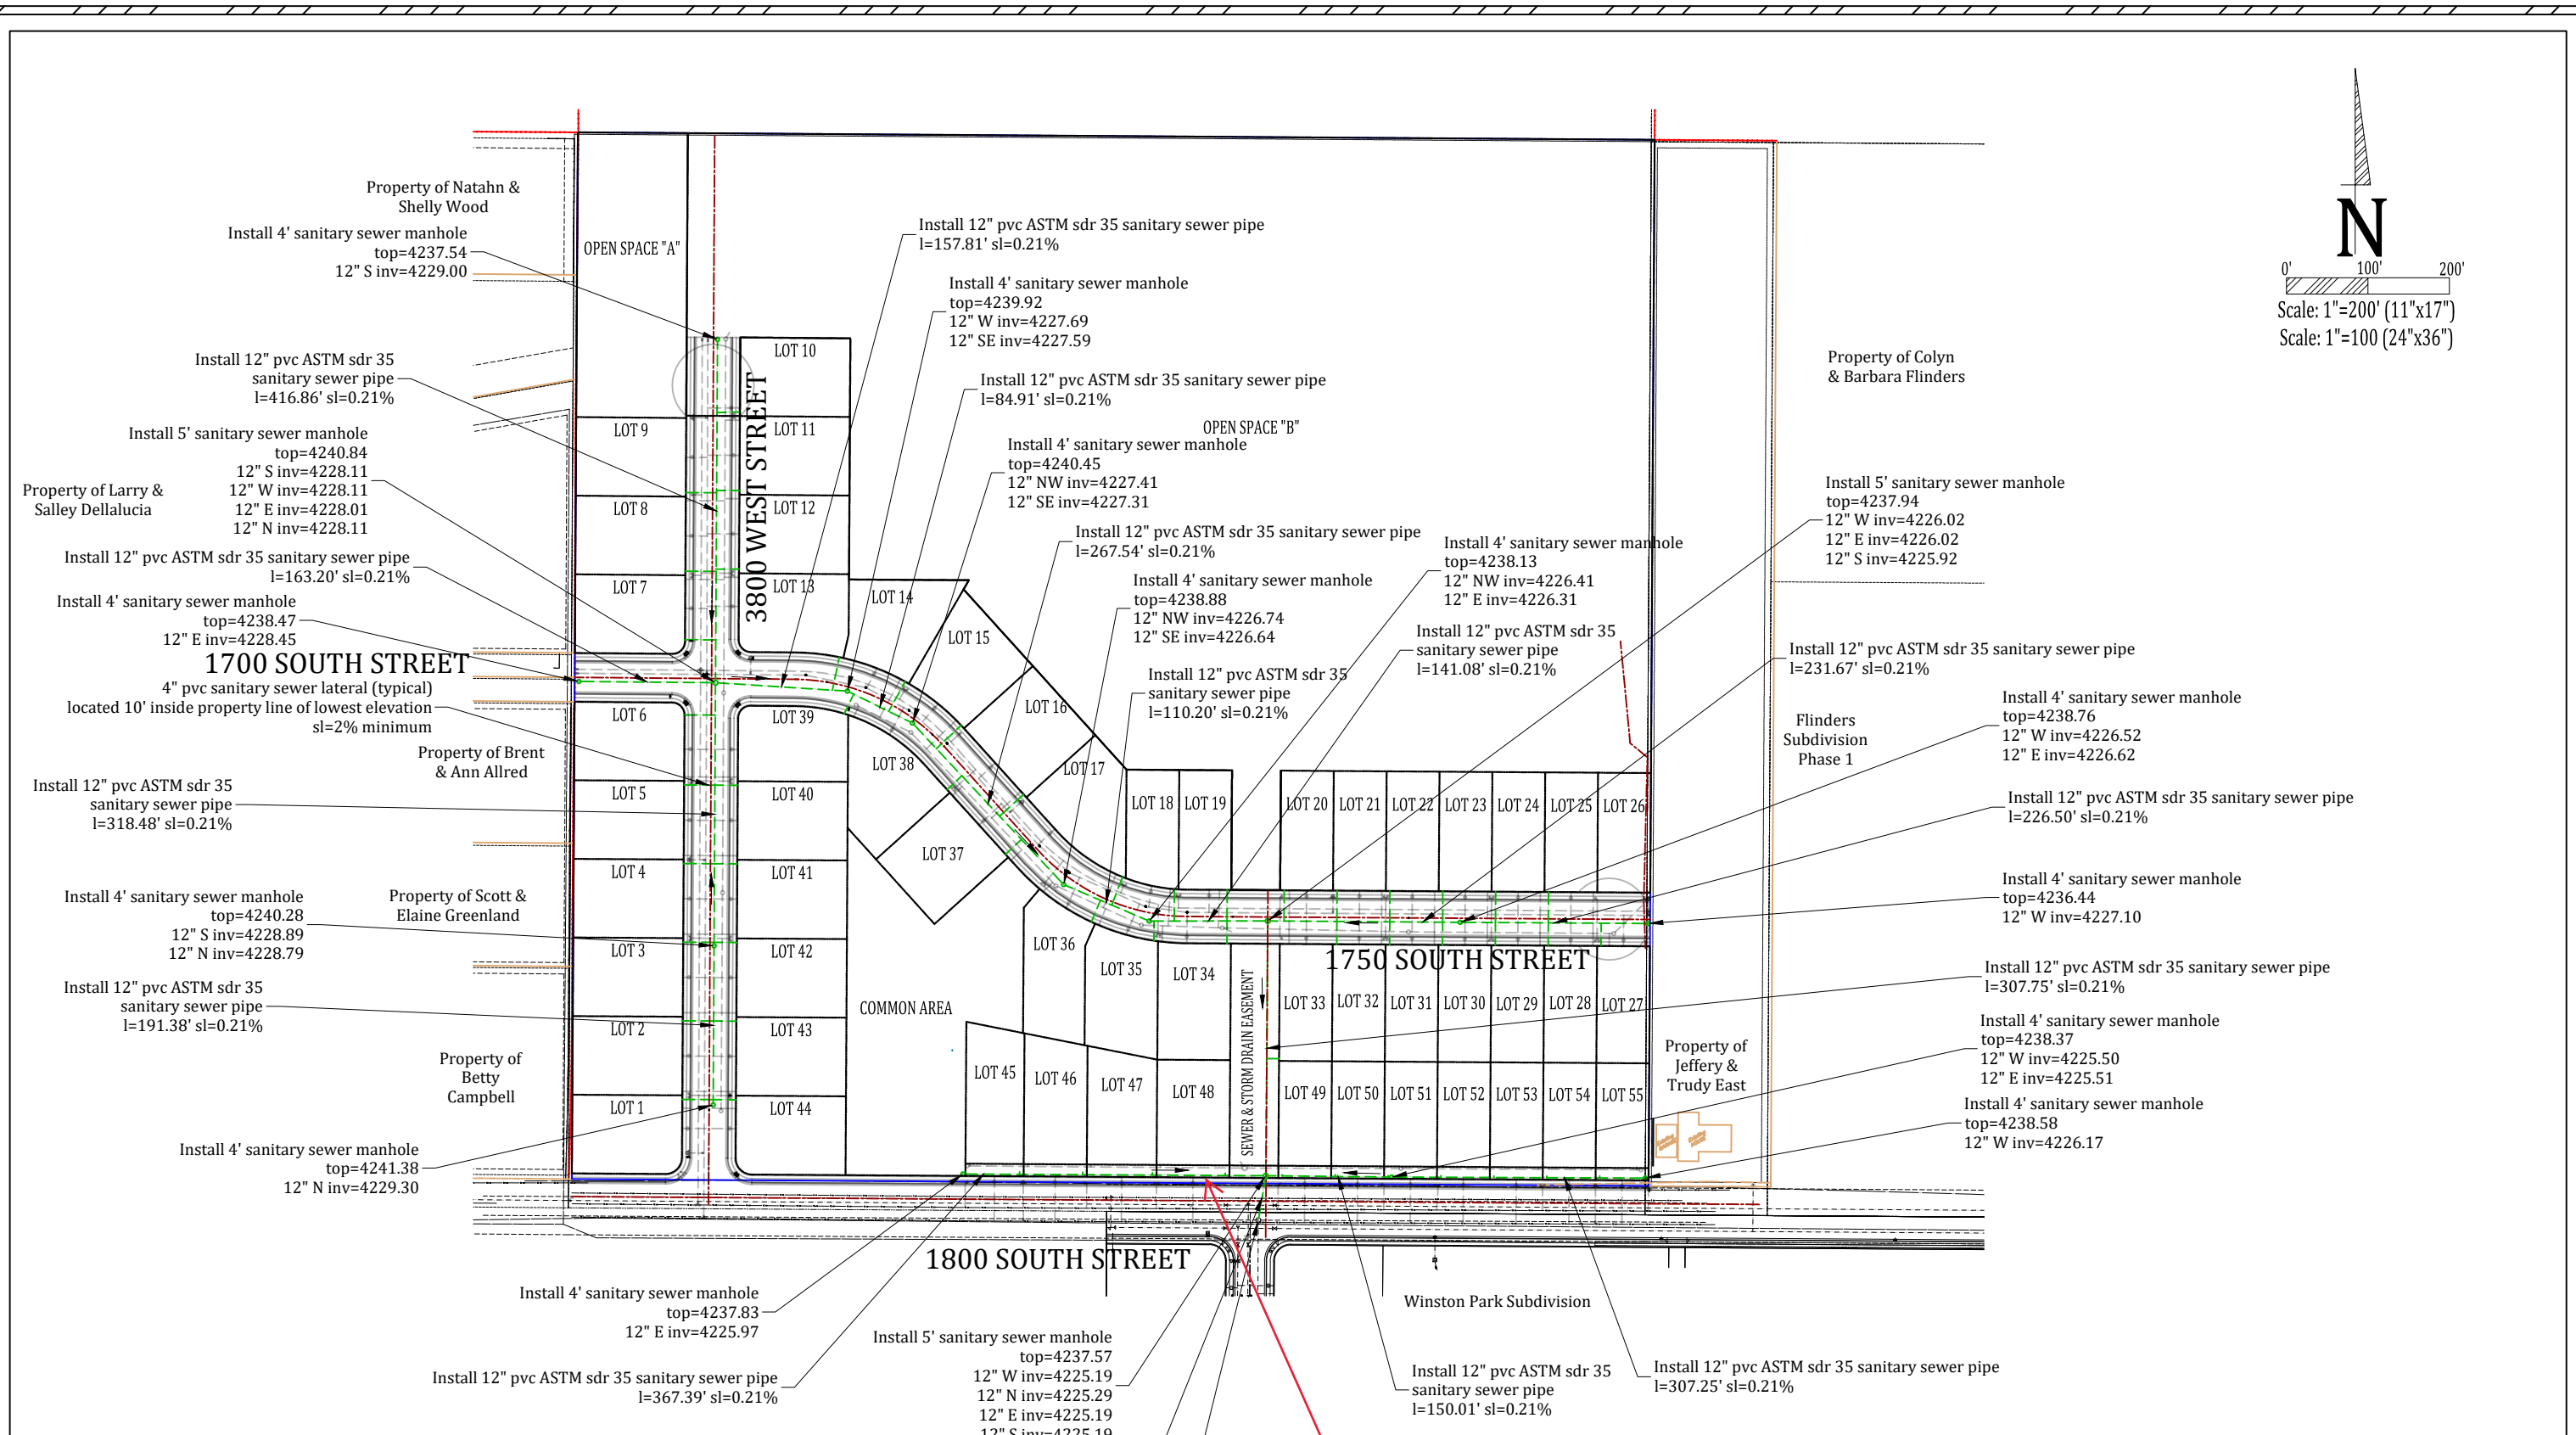 Property of Natahn &
Shelly Wood
Install 4' sanitary sewer manhole
top=4237.54
12" S inv=4229.00
OPEN SPACE "A"
Install 12" pvc ASTM sdr 35 sanitary sewer pipe
l=157.81' sl=0.21%
Install 4' sanitary sewer manhole
top=4239.92
12" W inv=4227.69
12" SE inv=4227.59
N
0' 100' 200'
Scale: 1"=200' (11"x17")
Scale: 1"=100 (24"x36")
Install 12" pvc ASTM sdr 35
sanitary sewer pipe
l=416.86' sl=0.21%
LOT 10
3800 WEST STREET
Install 12" pvc ASTM sdr 35 sanitary sewer pipe
l=84.91' sl=0.21%
OPEN SPACE "B"
Property of Colyn
& Barbara Flinders
Install 5' sanitary sewer manhole
top=4240.84
12" S inv=4228.11
12" W inv=4228.11
12" E inv=4228.01
12" N inv=4228.11
Property of Larry &
Salley Dellalucia
LOT 9
LOT 11
Install 4' sanitary sewer manhole
top=4240.45
12" NW inv=4227.41
12" SE inv=4227.31
LOT 8
LOT 12
Install 5' sanitary sewer manhole
top=4237.94
12" W inv=4226.02
12" E inv=4226.02
12" S inv=4225.92
Install 12" pvc ASTM sdr 35 sanitary sewer pipe
l=163.20' sl=0.21%
Install 12" pvc ASTM sdr 35 sanitary sewer pipe
l=267.54' sl=0.21%
Install 4' sanitary sewer manhole
top=4238.13
12" NW inv=4226.41
12" E inv=4226.31
LOT 7
LOT 13
LOT 14
Install 4' sanitary sewer manhole
top=4238.88
12" NW inv=4226.74
12" SE inv=4226.64
Install 4' sanitary sewer manhole
top=4238.47
12" E inv=4228.45
1700 SOUTH STREET
LOT 15
Install 12" pvc ASTM sdr 35
sanitary sewer pipe
l=141.08' sl=0.21%
Install 12" pvc ASTM sdr 35 sanitary sewer pipe
l=231.67' sl=0.21%
4" pvc sanitary sewer lateral (typical)
located 10' inside property line of lowest elevation
sl=2% minimum
Install 12" pvc ASTM sdr 35
sanitary sewer pipe
l=110.20' sl=0.21%
LOT 6
LOT 39
LOT 16
Install 4' sanitary sewer manhole
top=4238.76
12" W inv=4226.52
12" E inv=4226.62
Flinders
Subdivision
Phase 1
Property of Brent
& Ann Allred
LOT 38
LOT 17
Install 12" pvc ASTM sdr 35
sanitary sewer pipe
l=318.48' sl=0.21%
LOT 5
LOT 40
LOT 18 LOT 19 LOT 20 LOT 21 LOT 22 LOT 23 LOT 24 LOT 25 LOT 26
Install 12" pvc ASTM sdr 35 sanitary sewer pipe
l=226.50' sl=0.21%
LOT 4
LOT 41
LOT 37
Install 4' sanitary sewer manhole
top=4240.28
12" S inv=4228.89
12" N inv=4228.79
Property of Scott &
Elaine Greenland
Install 4' sanitary sewer manhole
top=4236.44
12" W inv=4227.10
LOT 3
LOT 42
LOT 36
LOT 35
LOT 34
1750 SOUTH STREET
Install 12" pvc ASTM sdr 35 sanitary sewer pipe
l=307.75' sl=0.21%
Install 12" pvc ASTM sdr 35
sanitary sewer pipe
l=191.38' sl=0.21%
COMMON AREA
SEWER & STORM DRAIN EASEMENT
LOT 33 LOT 32 LOT 31 LOT 30 LOT 29 LOT 28 LOT 27
LOT 2
LOT 43
Install 4' sanitary sewer manhole
top=4238.37
12" W inv=4225.50
12" E inv=4225.51
Property of
Betty
Campbell
Property of
Jeffery &
Trudy East
LOT 45 LOT 46 LOT 47 LOT 48 LOT 49 LOT 50 LOT 51 LOT 52 LOT 53 LOT 54 LOT 55
LOT 1
LOT 44
Install 4' sanitary sewer manhole
top=4238.58
12" W inv=4226.17
Install 4' sanitary sewer manhole
top=4241.38
12" N inv=4229.30
1800 SOUTH STREET
Install 4' sanitary sewer manhole
top=4237.83
12" E inv=4225.97
Winston Park Subdivision
Install 5' sanitary sewer manhole
top=4237.57
12" W inv=4225.19
12" N inv=4225.29
12" E inv=4225.19
12" S inv=4225.19
Install 12" pvc ASTM sdr 35 sanitary sewer pipe
l=367.39' sl=0.21%
Install 12" pvc ASTM sdr 35
sanitary sewer pipe
l=150.01' sl=0.21%
Install 12" pvc ASTM sdr 35 sanitary sewer pipe
l=307.25' sl=0.21%